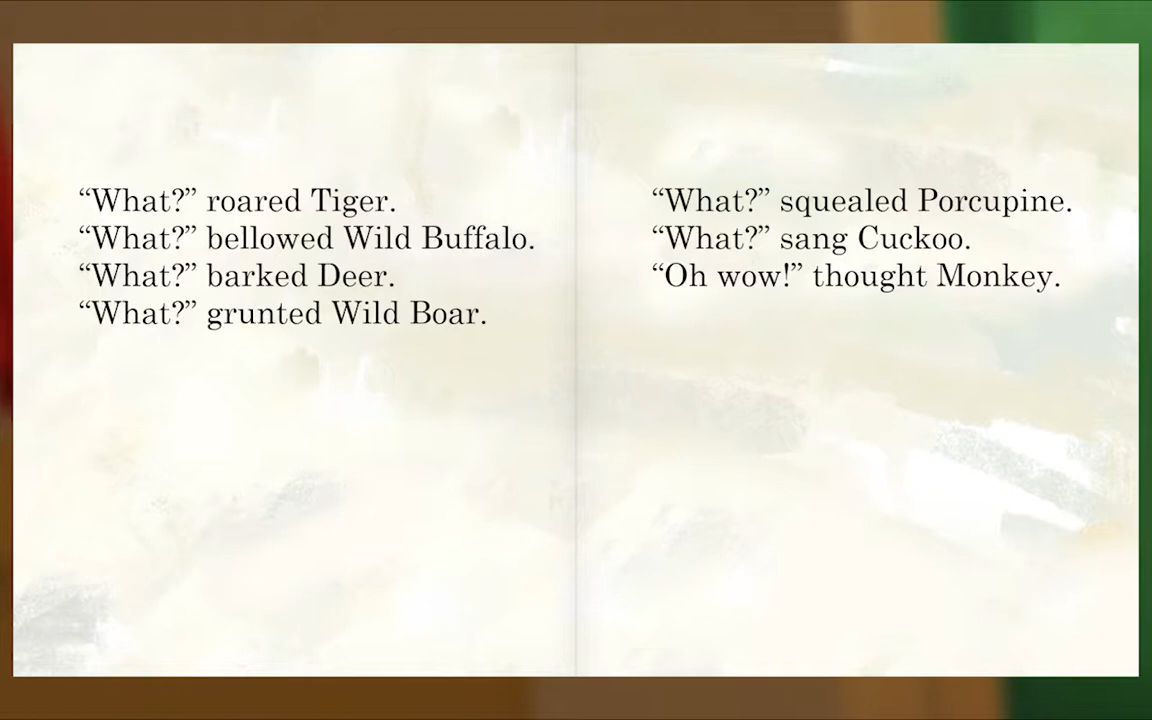 “What?” roared Tiger.
“What?” bellowed Wild Buffalo.
“What?” barked Deer.
“What?” grunted Wild Boar.
“What?” squealed Porcupine.
“What?” sang Cuckoo.
“Oh wow!” thought Monkey.